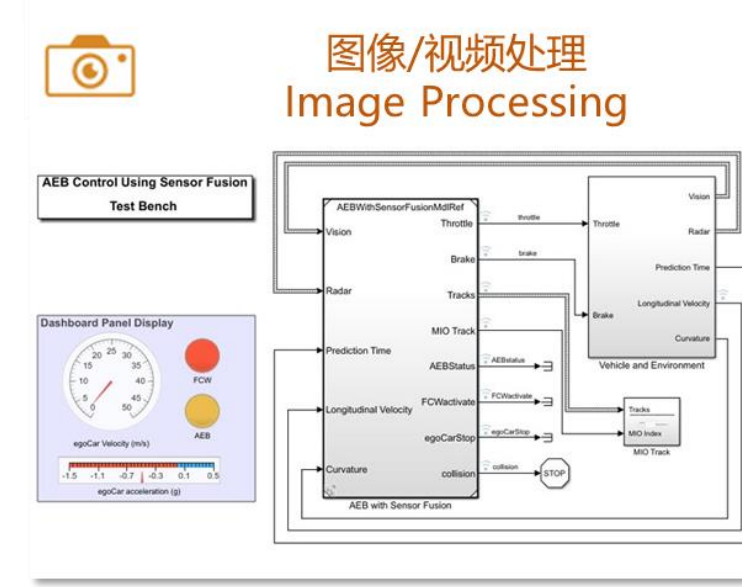 图像/视频处理
Image Processing
AEB Control Using Sensor Fusion
Test Bench
AEBWithSensorFusionMdlRef
Vision
Radar
Prediction Time
Longitudinal Velocity
Curvature
Throttle
Brake
Tracks
MIO Track
AEBStatus
FCWactivate
egoCarStop
collision
AEB with Sensor Fusion
throttle
brake
AEBstatus
FCWactivate
egoCarStop
collision
STOP
Throttle
Brake
Vision
Radar
Prediction Time
Longitudinal Velocity
Curvature
Vehicle and Environment
Tracks
MIO Index
MIO Track
Dashboard Panel Display
0 5 10 15 20 25 30 35 40 45 50
egoCar Velocity (m/s)
FCW
AEB
-1.5 -1.1 -0.7 -0.3 0.1 0.5
egoCar acceleration (g)